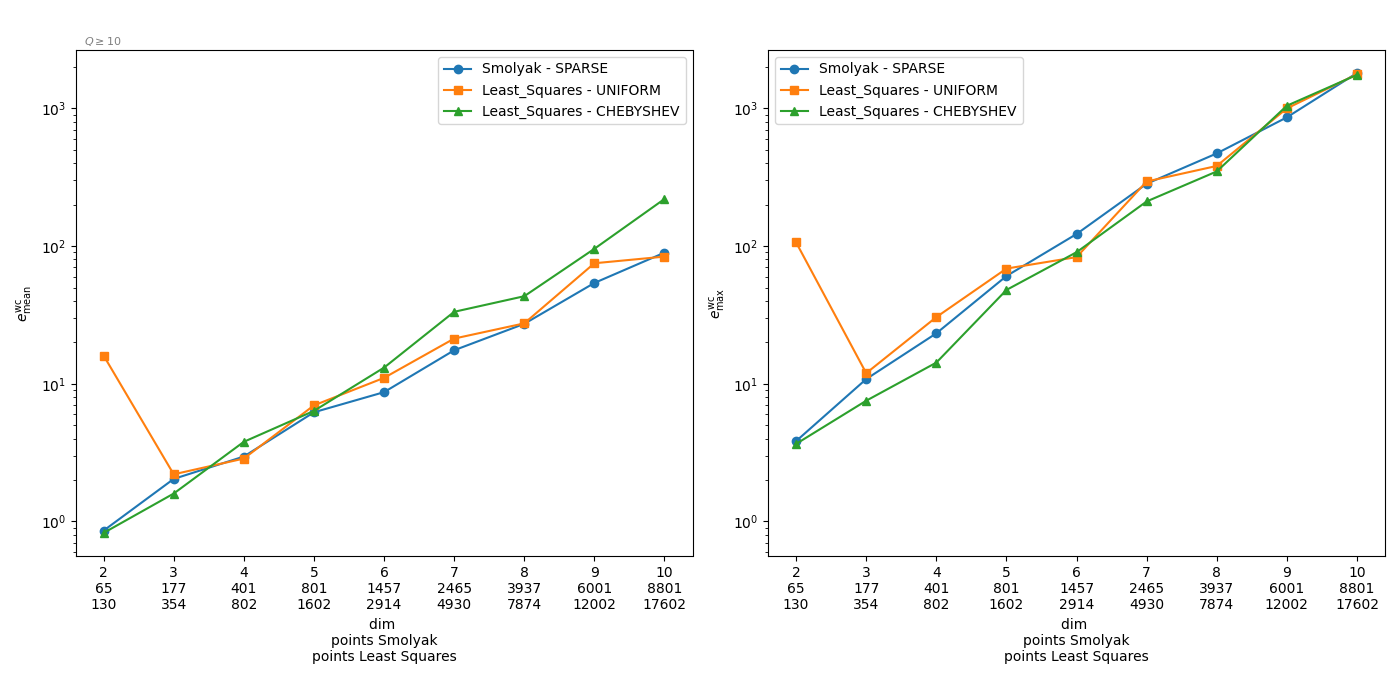 Q ≥ 10
Smolyak - SPARSE
Least_Squares - UNIFORM
Least_Squares - CHEBYSHEV
10³
10²
10¹
10⁰
e^wc_mean
2 3 4 5 6 7 8 9 10
65 177 401 801 1457 2465 3937 6001 8801
130 354 802 1602 2914 4930 7874 12002 17602
dim
points Smolyak
points Least Squares
Smolyak - SPARSE
Least_Squares - UNIFORM
Least_Squares - CHEBYSHEV
10³
10²
10¹
10⁰
e^wc_max
2 3 4 5 6 7 8 9 10
65 177 401 801 1457 2465 3937 6001 8801
130 354 802 1602 2914 4930 7874 12002 17602
dim
points Smolyak
points Least Squares